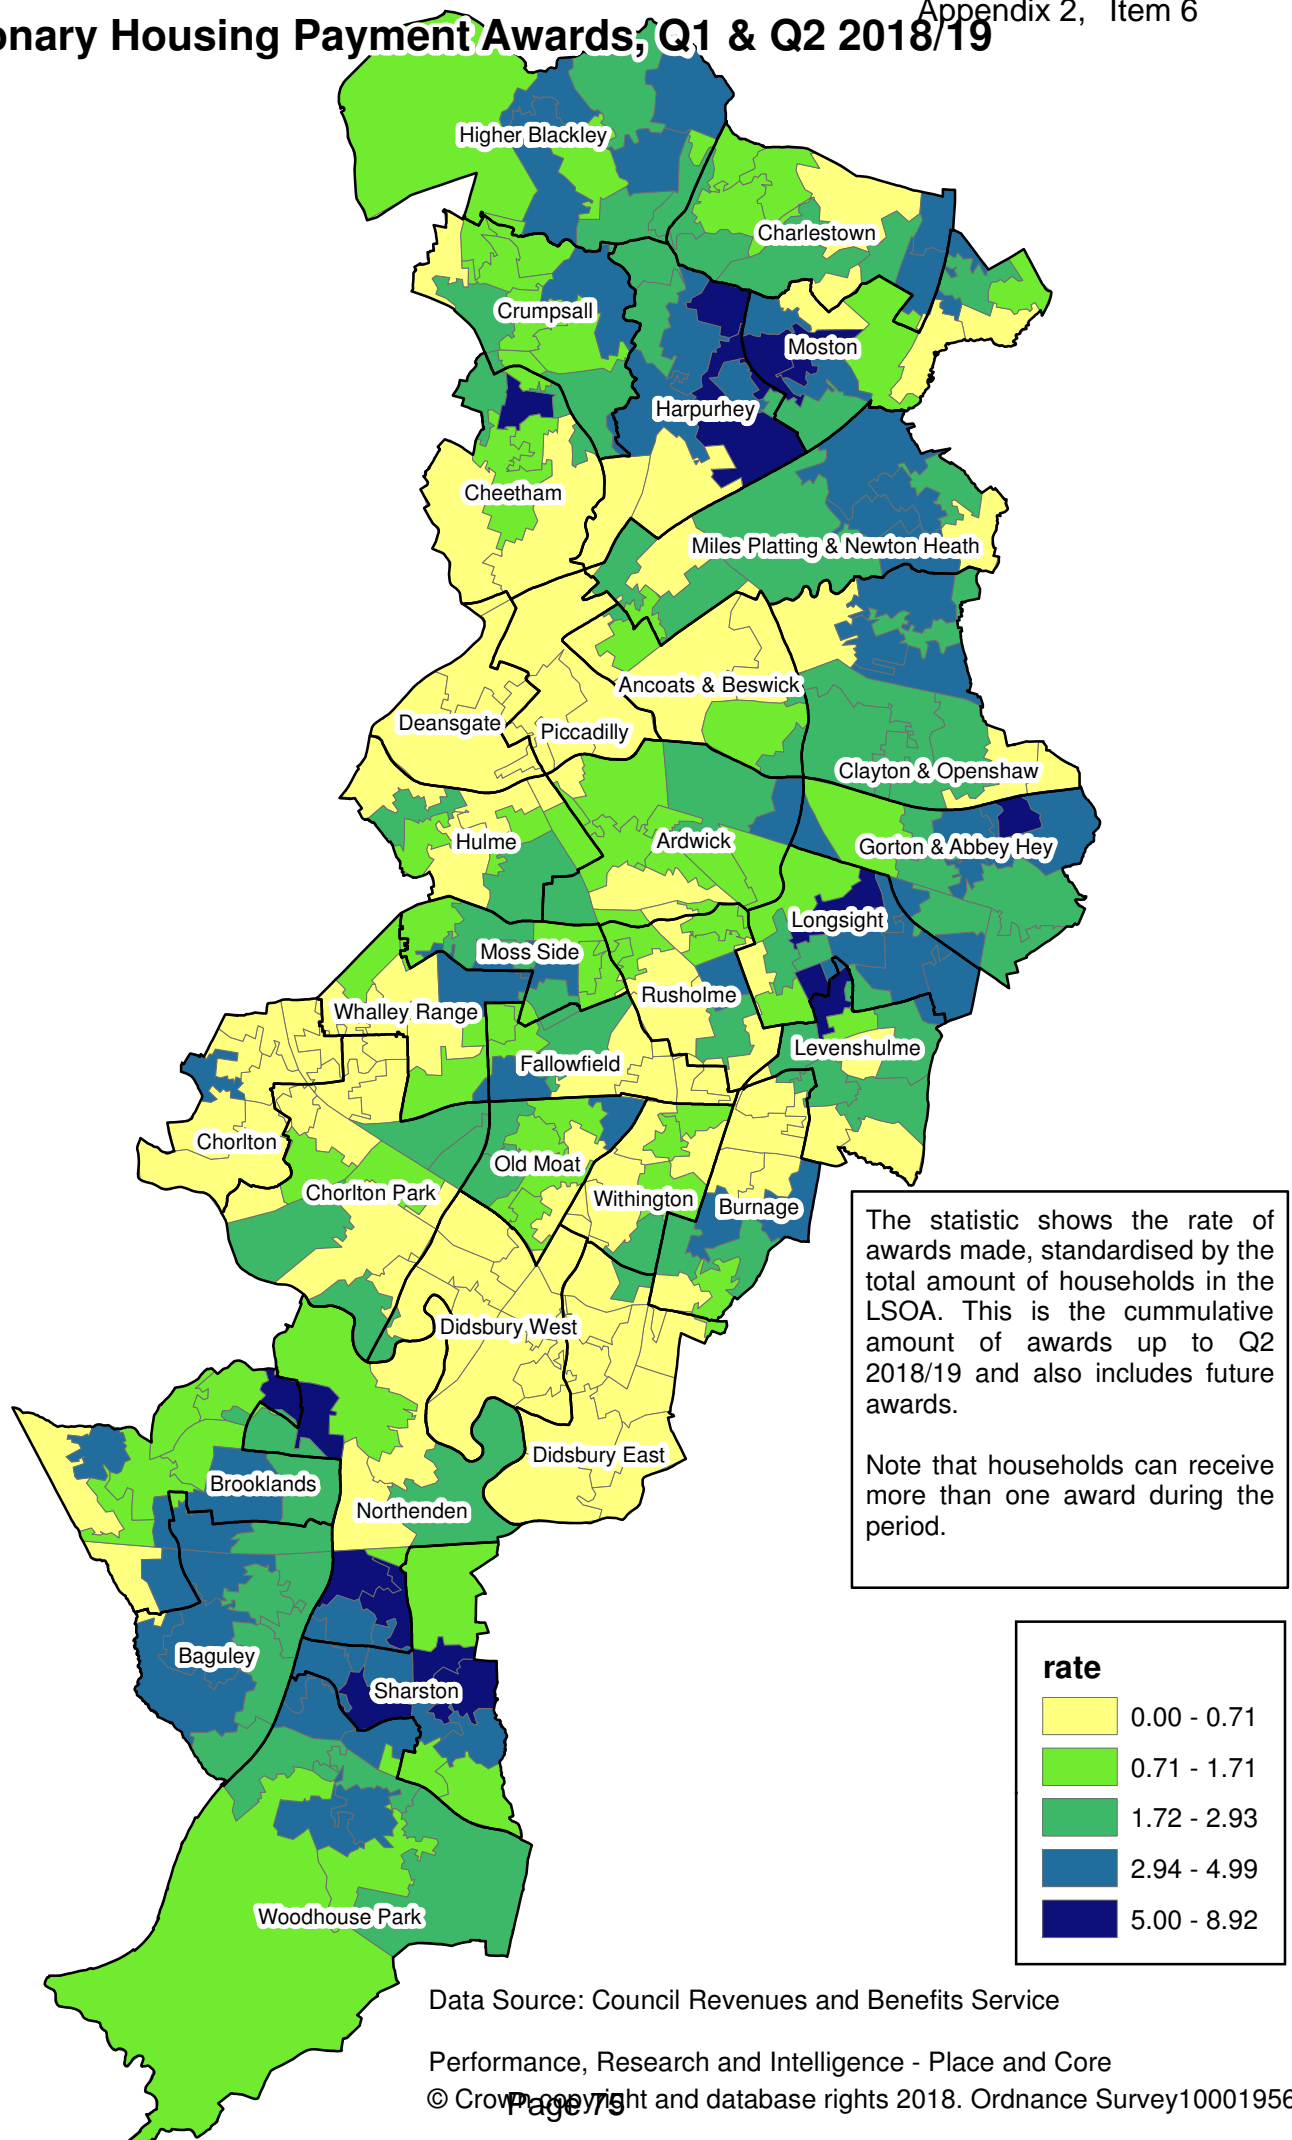 Appendix 2, Item 6
onary Housing Payment Awards, Q1 & Q2 2018/19
Higher Blackley
Charlestown
Crumpsall
Moston
Harpurhey
Cheetham
Miles Platting & Newton Heath
Ancoats & Beswick
Deansgate
Piccadilly
Clayton & Openshaw
Hulme
Ardwick
Gorton & Abbey Hey
Longsight
Moss Side
Rusholme
Whalley Range
Levenshulme
Fallowfield
Chorlton
Old Moat
Chorlton Park
Withington
Burnage
The statistic shows the rate of
awards made, standardised by the
total amount of households in the
LSOA. This is the cummulative
amount of awards up to Q2
2018/19 and also includes future
awards.
Note that households can receive
more than one award during the
period.
Didsbury West
Didsbury East
Brooklands
Northenden
Baguley
Sharston
Woodhouse Park
rate
0.00 - 0.71
0.71 - 1.71
1.72 - 2.93
2.94 - 4.99
5.00 - 8.92
Data Source: Council Revenues and Benefits Service
Performance, Research and Intelligence - Place and Core
© Crown copyright and database rights 2018. Ordnance Survey 10001956
Page 75